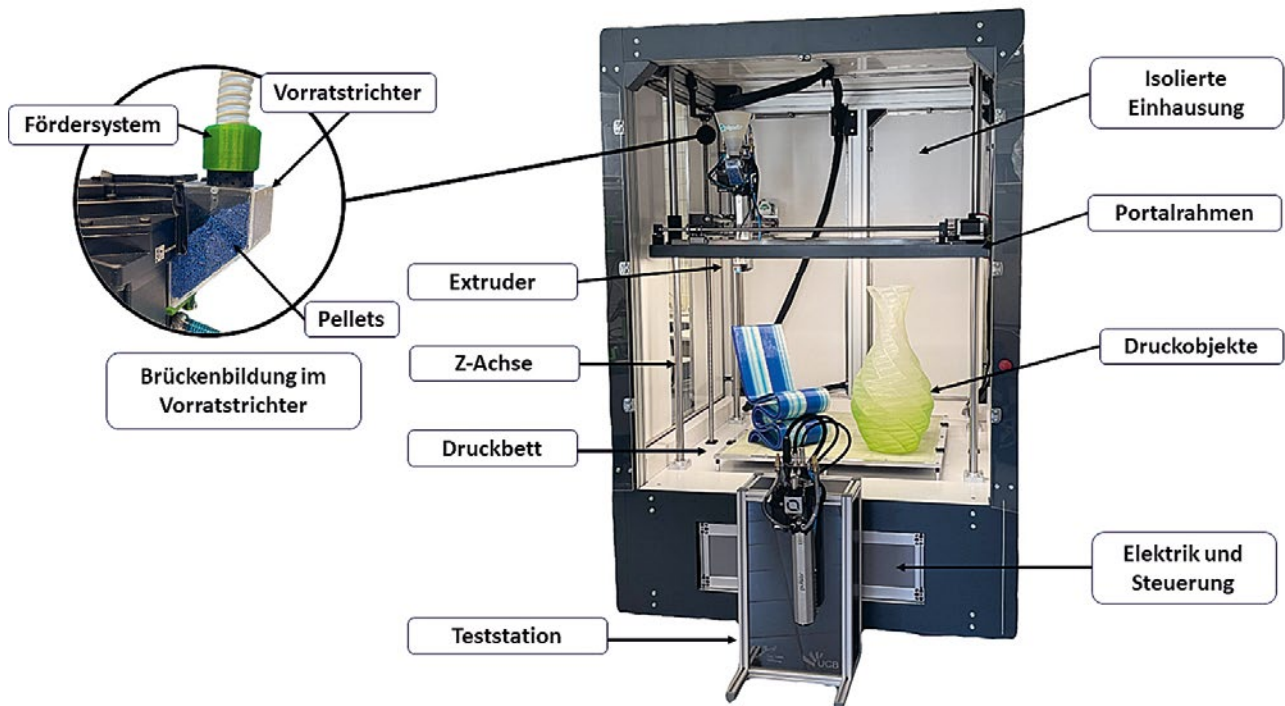 Fördersystem
Vorratstrichter
Pellets
Brückenbildung im
Vorratstrichter
Extruder
Z-Achse
Druckbett
Teststation
Isolierte
Einhausung
Portalrahmen
Druckobjekte
Elektrik und
Steuerung
UCB